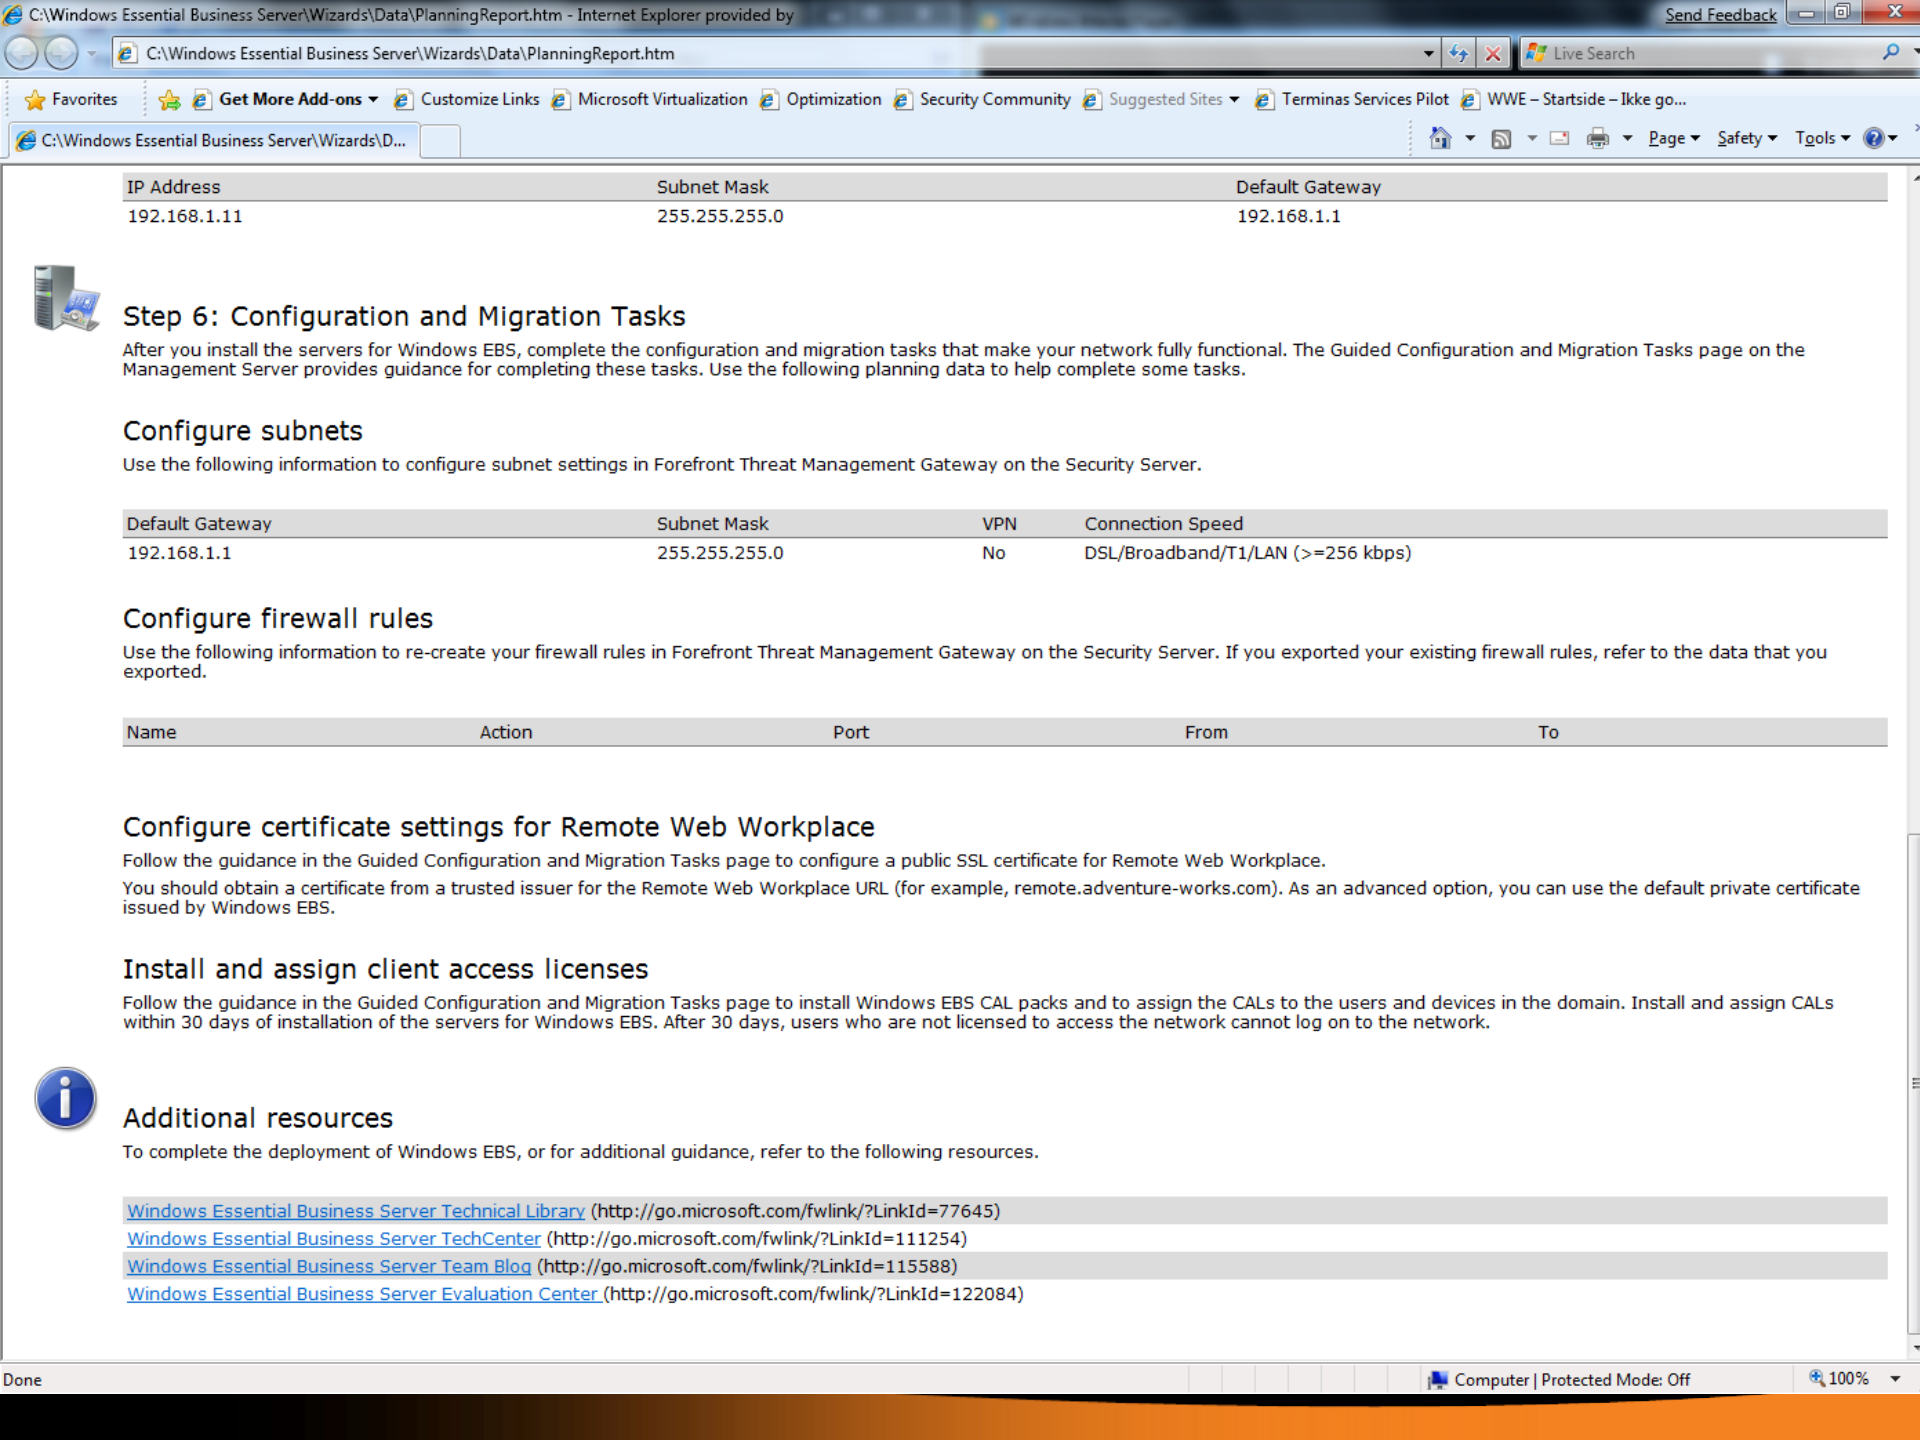 C:\Windows Essential Business Server\Wizards\Data\PlanningReport.htm - Internet Explorer provided by
Send Feedback
C:\Windows Essential Business Server\Wizards\Data\PlanningReport.htm
Live Search
Favorites
Get More Add-ons
Customize Links
Microsoft Virtualization
Optimization
Security Community
Suggested Sites
Terminas Services Pilot
WWE – Startside – Ikke go...
C:\Windows Essential Business Server\Wizards\D...
Page
Safety
Tools
IP Address Subnet Mask Default Gateway
192.168.1.11 255.255.255.0 192.168.1.1
Step 6: Configuration and Migration Tasks
After you install the servers for Windows EBS, complete the configuration and migration tasks that make your network fully functional. The Guided Configuration and Migration Tasks page on the
Management Server provides guidance for completing these tasks. Use the following planning data to help complete some tasks.
Configure subnets
Use the following information to configure subnet settings in Forefront Threat Management Gateway on the Security Server.
Default Gateway Subnet Mask VPN Connection Speed
192.168.1.1 255.255.255.0 No DSL/Broadband/T1/LAN (>=256 kbps)
Configure firewall rules
Use the following information to re-create your firewall rules in Forefront Threat Management Gateway on the Security Server. If you exported your existing firewall rules, refer to the data that you
exported.
Name Action Port From To
Configure certificate settings for Remote Web Workplace
Follow the guidance in the Guided Configuration and Migration Tasks page to configure a public SSL certificate for Remote Web Workplace.
You should obtain a certificate from a trusted issuer for the Remote Web Workplace URL (for example, remote.adventure-works.com). As an advanced option, you can use the default private certificate
issued by Windows EBS.
Install and assign client access licenses
Follow the guidance in the Guided Configuration and Migration Tasks page to install Windows EBS CAL packs and to assign the CALs to the users and devices in the domain. Install and assign CALs
within 30 days of installation of the servers for Windows EBS. After 30 days, users who are not licensed to access the network cannot log on to the network.
Additional resources
To complete the deployment of Windows EBS, or for additional guidance, refer to the following resources.
Windows Essential Business Server Technical Library (http://go.microsoft.com/fwlink/?LinkId=77645)
Windows Essential Business Server TechCenter (http://go.microsoft.com/fwlink/?LinkId=111254)
Windows Essential Business Server Team Blog (http://go.microsoft.com/fwlink/?LinkId=115588)
Windows Essential Business Server Evaluation Center (http://go.microsoft.com/fwlink/?LinkId=122084)
Done
Computer | Protected Mode: Off
100%